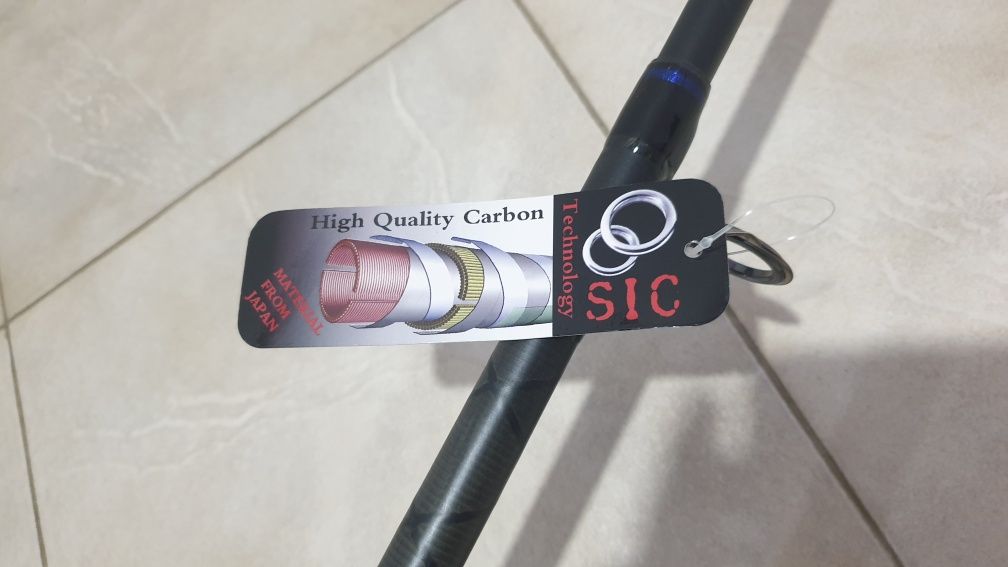 High Quality Carbon
MATERIAL
FROM
JAPAN
Technology
SIC